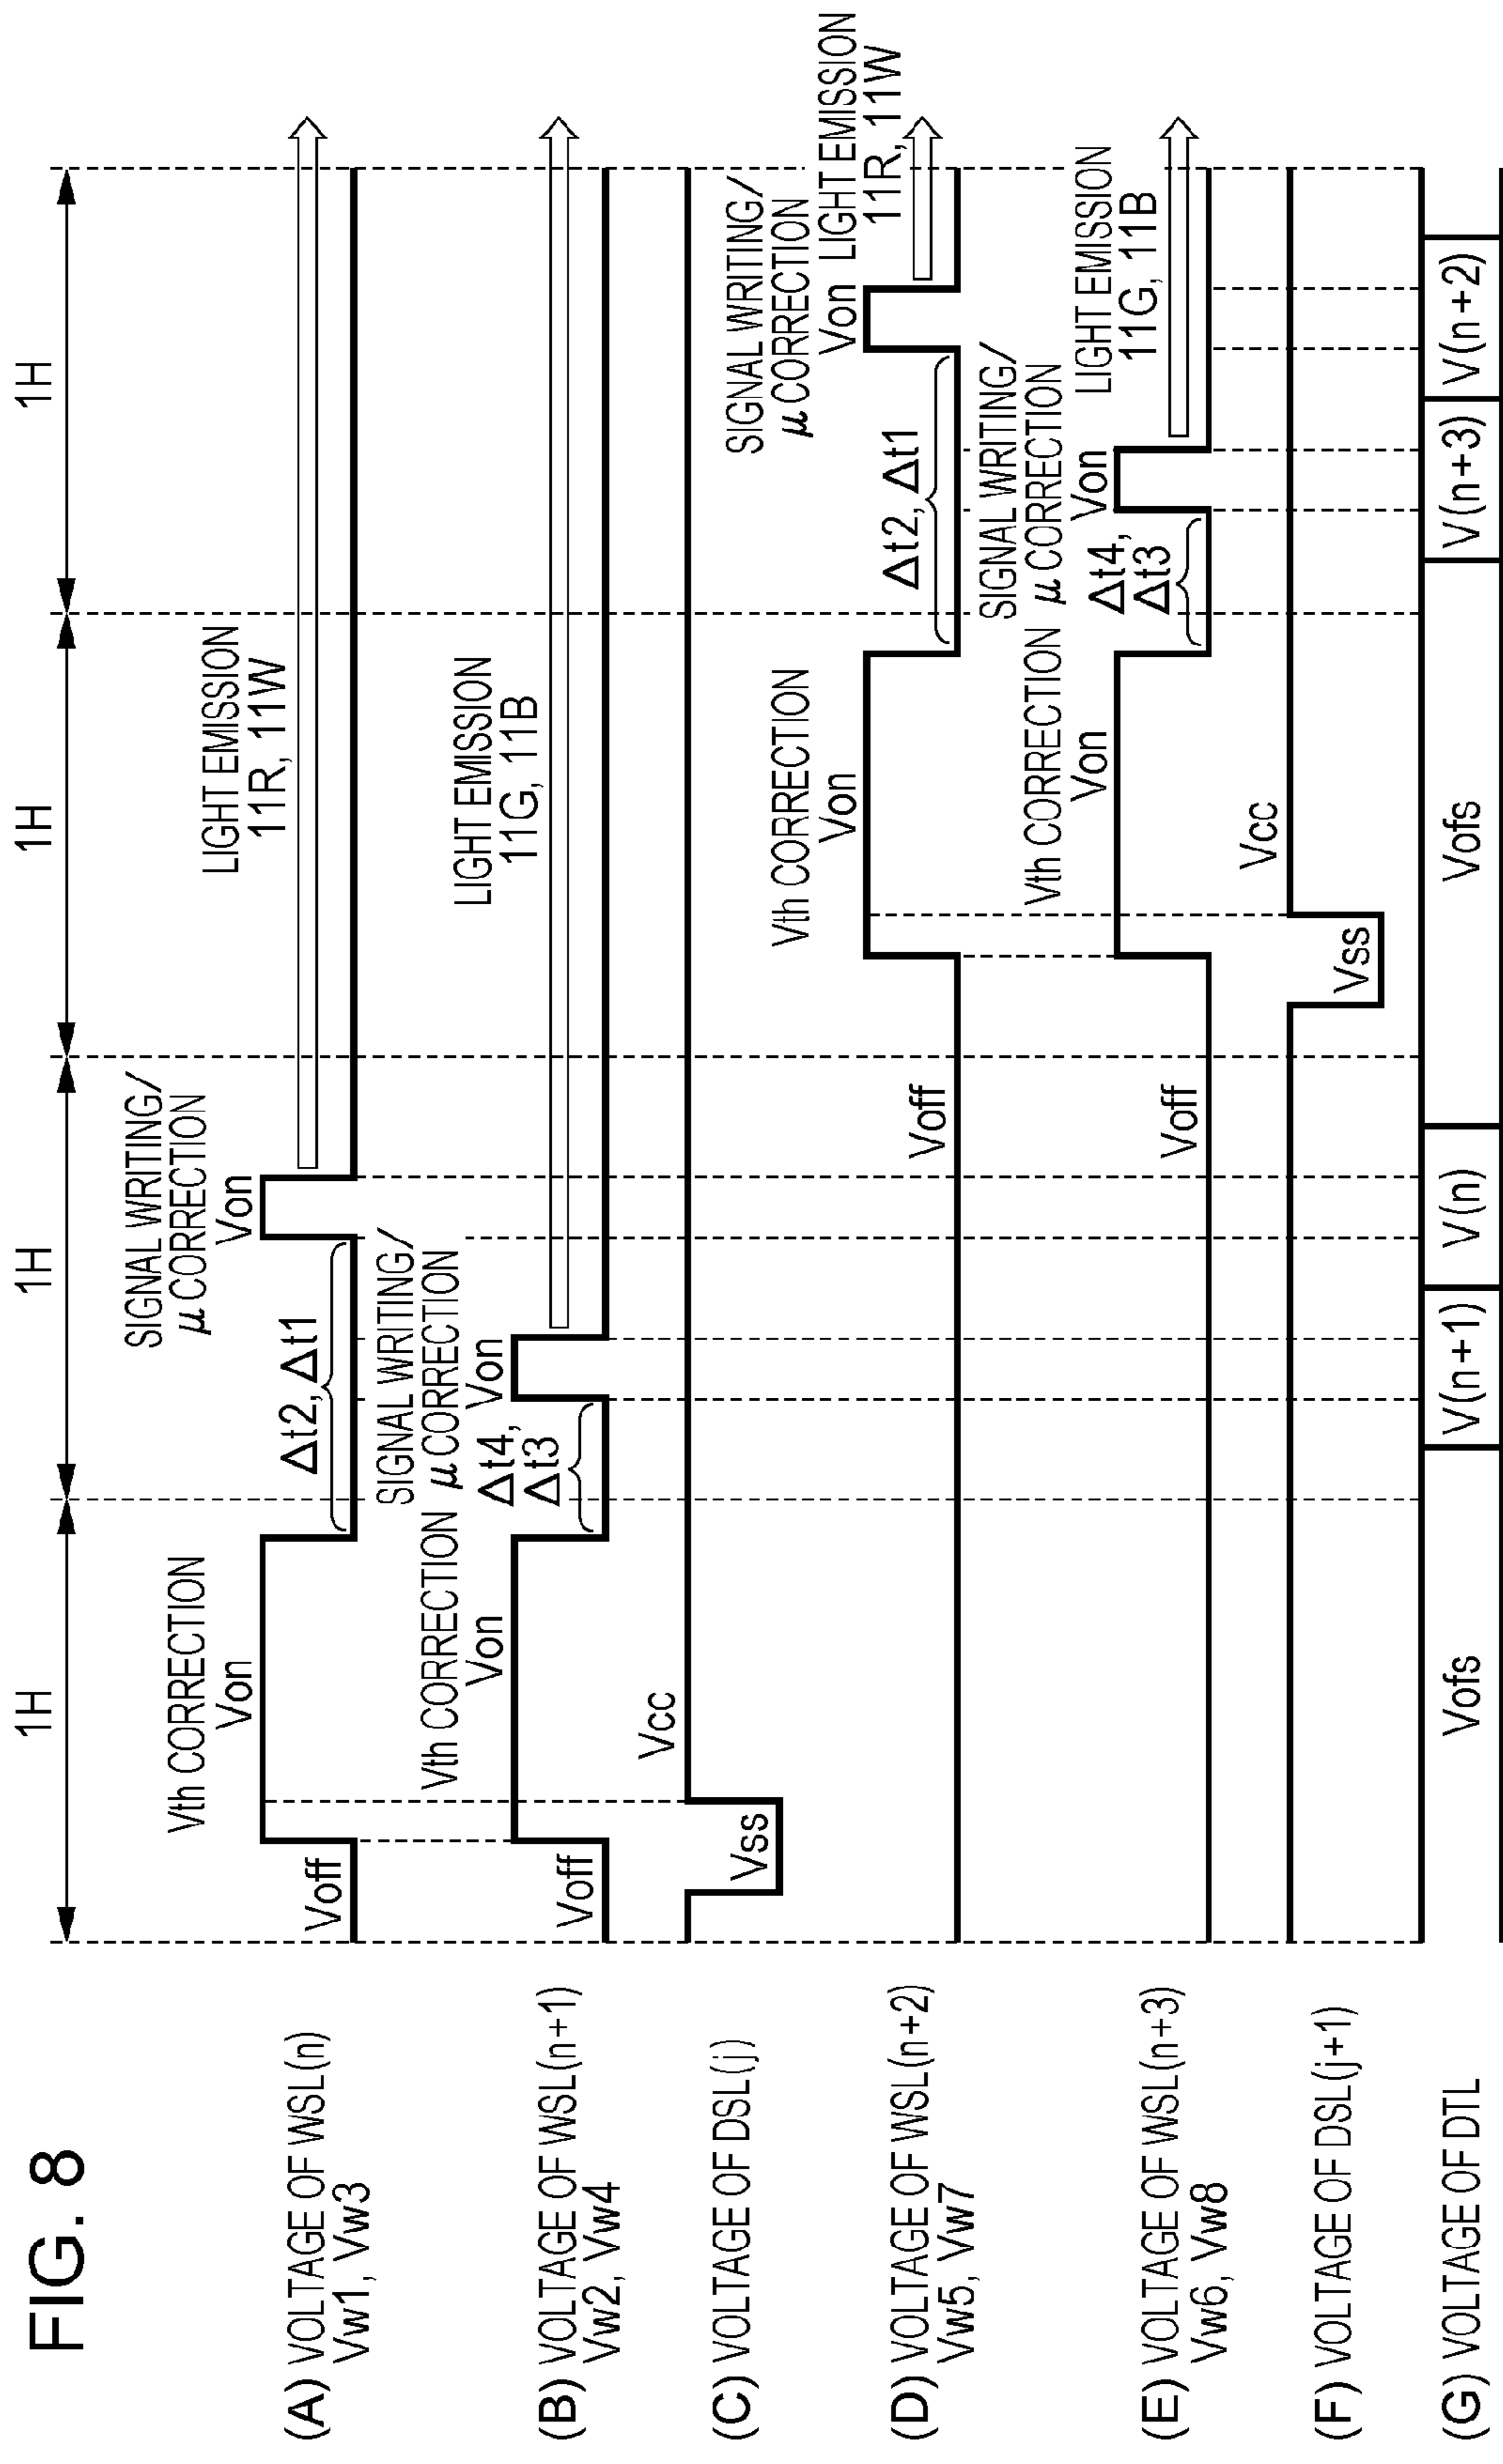 FIG. 8
1H
1H
1H
1H
(A) VOLTAGE OF WSL(n)
Vw1, Vw3
Voff
Vth CORRECTION
Von
Δt2, Δt1
SIGNAL WRITING/
μ CORRECTION
Von
LIGHT EMISSION
11R, 11W
(B) VOLTAGE OF WSL(n+1)
Vw2, Vw4
Voff
Vth CORRECTION
Von
Δt4,
Δt3
SIGNAL WRITING/
μ CORRECTION
Von
LIGHT EMISSION
11G, 11B
(C) VOLTAGE OF DSL(j)
Vss
Vcc
(D) VOLTAGE OF WSL(n+2)
Vw5, Vw7
Voff
Vth CORRECTION
Von
Δt2, Δt1
SIGNAL WRITING/
μ CORRECTION
Von
LIGHT EMISSION
11R, 11W
(E) VOLTAGE OF WSL(n+3)
Vw6, Vw8
Voff
Vth CORRECTION
Von
Δt4,
Δt3
SIGNAL WRITING/
μ CORRECTION
Von
LIGHT EMISSION
11G, 11B
(F) VOLTAGE OF DSL(j+1)
Vss
Vcc
(G) VOLTAGE OF DTL
Vofs
V(n+1)
V(n)
Vofs
V(n+3)
V(n+2)